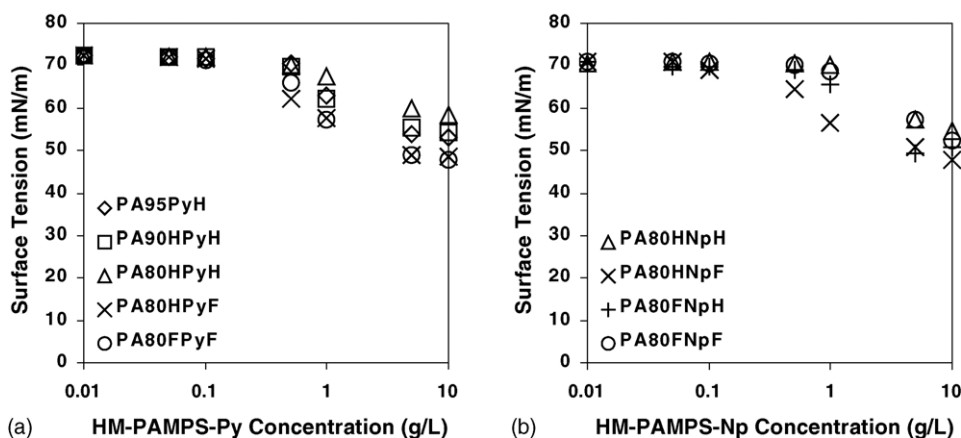 80
70
60
50
40
30
20
10
0
Surface Tension (mN/m)
PA95PyH
PA90HPyH
PA80HPyH
PA80HPyF
PA80FPyF
0.01 0.1 1 10
(a) HM-PAMPS-Py Concentration (g/L)
80
70
60
50
40
30
20
10
0
Surface Tension (mN/m)
PA80HNpH
PA80HNpF
PA80FNpH
PA80FNpF
0.01 0.1 1 10
(b) HM-PAMPS-Np Concentration (g/L)